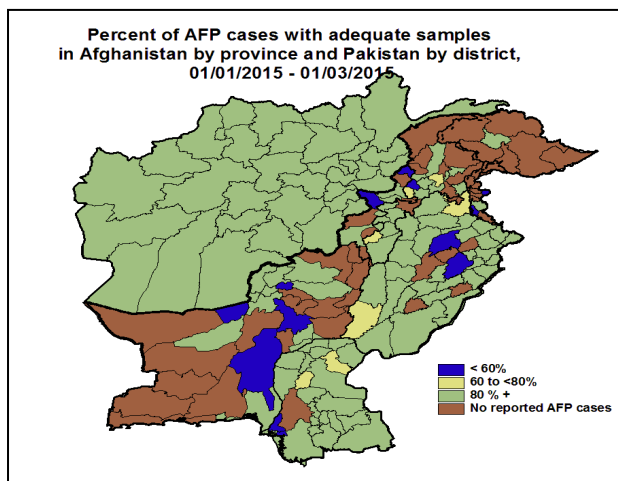 Percent of AFP cases with adequate samples
in Afghanistan by province and Pakistan by district,
01/01/2015 - 01/03/2015
< 60%
60 to <80%
80 % +
No reported AFP cases